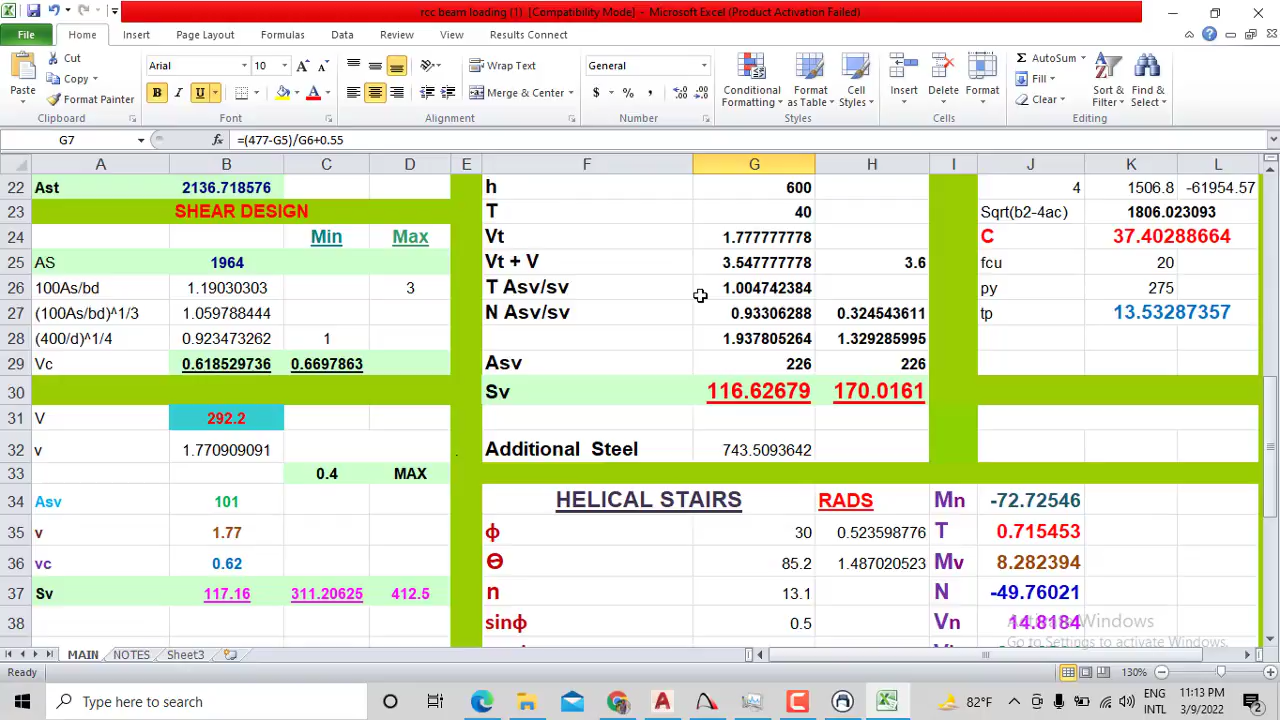 rcc beam loading (1) [Compatibility Mode] - Microsoft Excel (Product Activation Failed)
File Home Insert Page Layout Formulas Data Review View Results Connect
Paste Cut Copy Format Painter Clipboard
Arial 10 A A B I U A Font
Wrap Text Merge & Center Alignment
General $ % , Number
Conditional Formatting Format as Table Cell Styles Styles
Insert Delete Format Cells
Σ AutoSum Fill Clear Sort & Filter Find & Select Editing
G7 fx =(477-G5)/G6+0.55
A B C D E F G H I J K L
22 Ast 2136.718576 h 600 4 1506.8 -61954.57
23 SHEAR DESIGN T 40 Sqrt(b2-4ac) 1806.023093
24 Min Max Vt 1.777777778 C 37.40288664
25 AS 1964 Vt + V 3.547777778 3.6 fcu 20
26 100As/bd 1.19030303 3 T Asv/sv 1.004742384 py 275
27 (100As/bd)^1/3 1.059788444 N Asv/sv 0.93306288 0.324543611 tp 13.53287357
28 (400/d)^1/4 0.923473262 1 1.937805264 1.329285995
29 Vc 0.618529736 0.6697863 Asv 226 226
30 Sv 116.62679 170.0161
31 V 292.2
32 v 1.770909091 . Additional Steel 743.5093642
33 0.4 MAX
34 Asv 101 HELICAL STAIRS RADS Mn -72.72546
35 v 1.77 ф 30 0.523598776 T 0.715453
36 vc 0.62 Ѳ 85.2 1.487020523 Mv 8.282394
37 Sv 117.16 311.20625 412.5 n 13.1 N -49.76021
38 sinф 0.5 Vn 14.8184
Activate Windows
Go to Settings to activate Windows.
MAIN NOTES Sheet3
Ready 130%
Type here to search 82°F ENG INTL 11:13 PM 3/9/2022 2